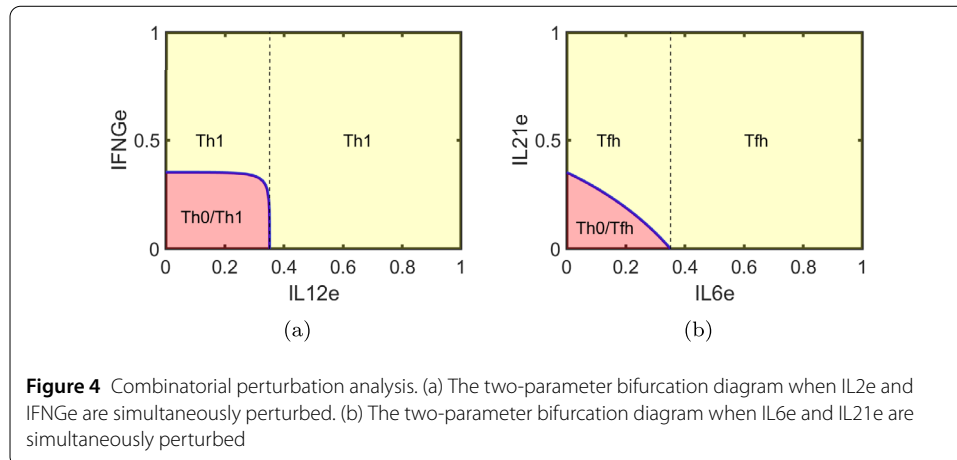 1
IFNGe
0.5
Th1
Th1
Th0/Th1
0
0
0.2
0.4
0.6
0.8
1
IL12e
(a)
1
IL21e
0.5
Tfh
Tfh
Th0/Tfh
0
0
0.2
0.4
0.6
0.8
1
IL6e
(b)
Figure 4 Combinatorial perturbation analysis. (a) The two-parameter bifurcation diagram when IL2e and
IFNGe are simultaneously perturbed. (b) The two-parameter bifurcation diagram when IL6e and IL21e are
simultaneously perturbed